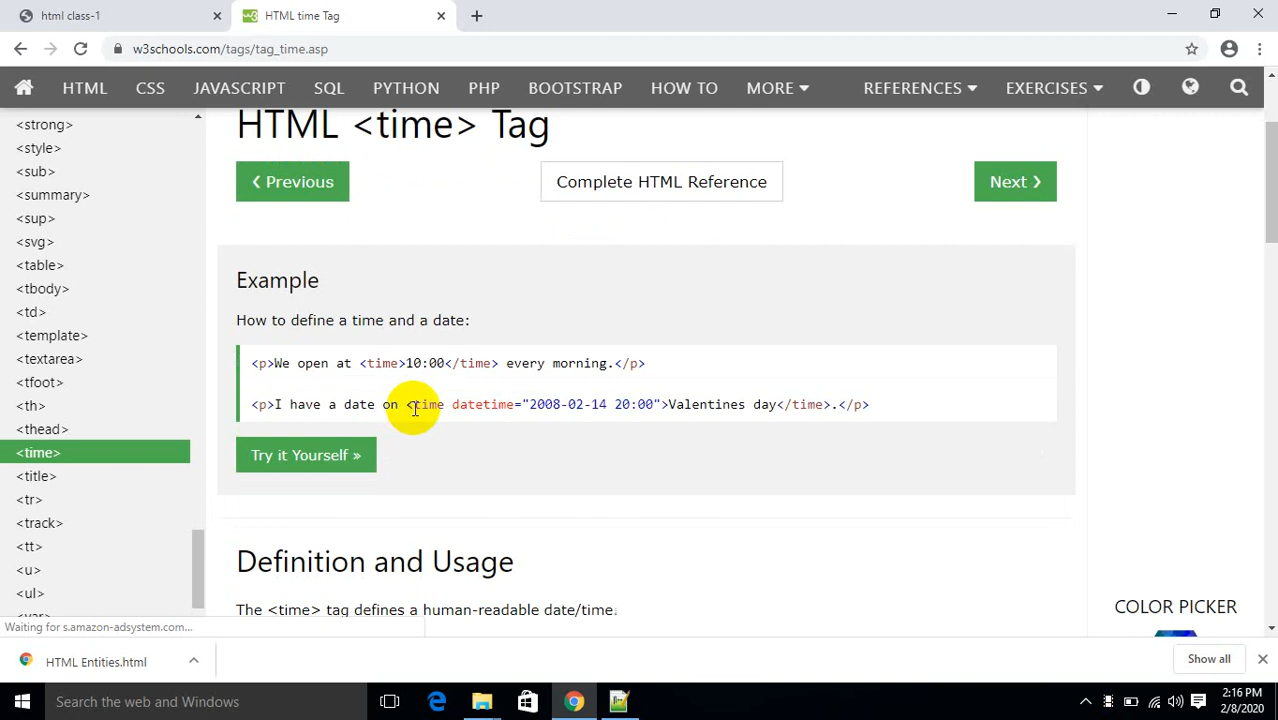 html class-1
HTML time Tag
w3schools.com/tags/tag_time.asp
HTML CSS JAVASCRIPT SQL PYTHON PHP BOOTSTRAP HOW TO MORE REFERENCES EXERCISES
<strong>
<style>
<sub>
<summary>
<sup>
<svg>
<table>
<tbody>
<td>
<template>
<textarea>
<tfoot>
<th>
<thead>
<time>
<title>
<tr>
<track>
<tt>
<u>
<ul>
<var>
HTML <time> Tag
❮ Previous
Complete HTML Reference
Next ❯
Example
How to define a time and a date:
<p>We open at <time>10:00</time> every morning.</p>
<p>I have a date on <time datetime="2008-02-14 20:00">Valentines day</time>.</p>
Try it Yourself »
Definition and Usage
The <time> tag defines a human-readable date/time.
COLOR PICKER
Waiting for s.amazon-adsystem.com...
HTML Entities.html
Show all
Search the web and Windows
2:16 PM
2/8/2020